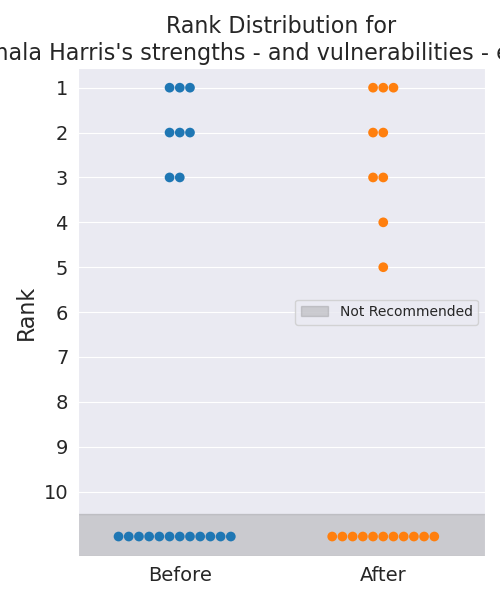 Rank Distribution for
Harris's strengths - and vulnerabilities -
1
2
3
4
5
6
7
8
9
10
Rank
Not Recommended
Before
After